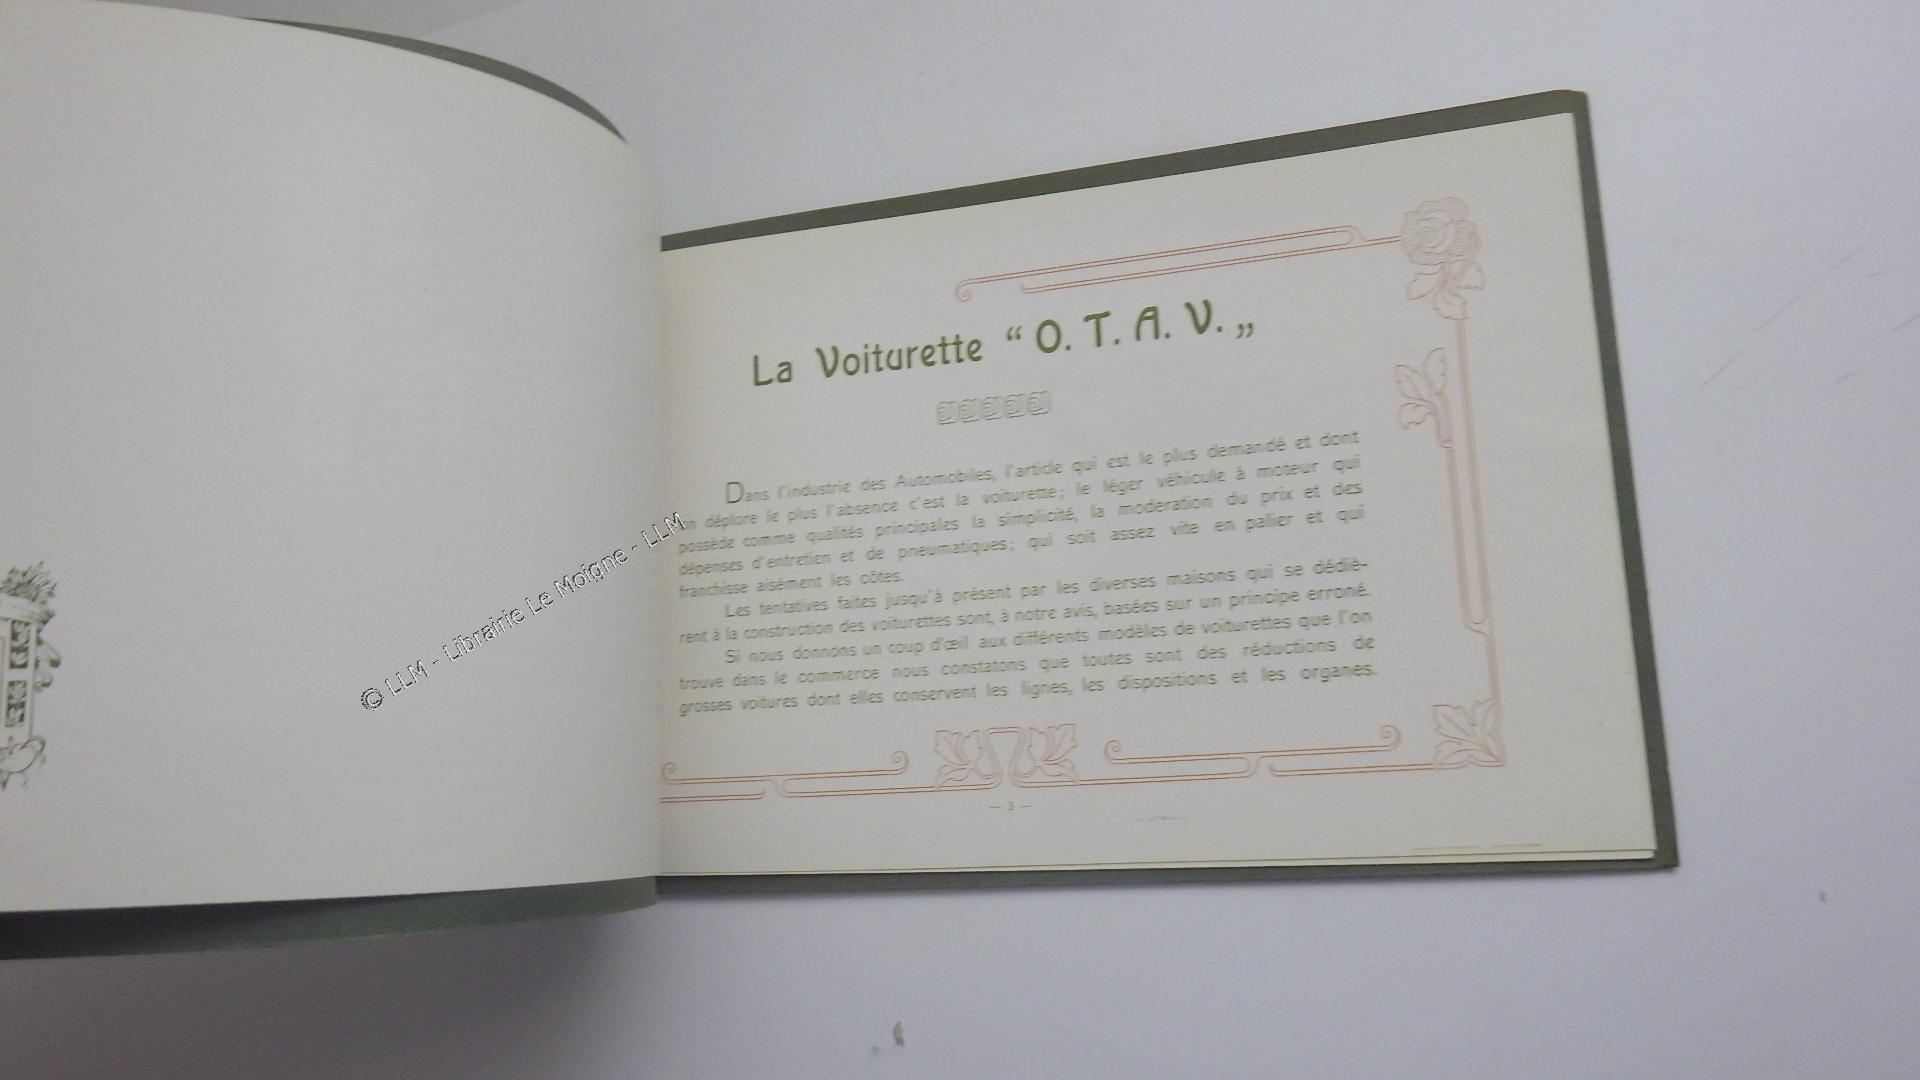 La Voiturette “ O. T. A. V. „
Dans l'industrie des Automobiles, l'article qui est le plus demandé et dont
on déplore le plus l'absence c'est la voiturette; le léger véhicule à moteur qui
possède comme qualités principales la simplicité, la modération du prix et des
dépenses d'entretien et de pneumatiques; qui soit assez vite en palier et qui
franchisse aisément les côtes.
Les tentatives faites jusqu'à présent par les diverses maisons qui se dédiè-
rent à la construction des voiturettes sont, à notre avis, basées sur un principe erroné.
Si nous donnons un coup d'œil aux différents modèles de voiturettes que l'on
trouve dans le commerce nous constatons que toutes sont des réductions de
grosses voitures dont elles conservent les lignes, les dispositions et les organes.
— 3 —
© LLM - Librairie Le Moigne - LLM